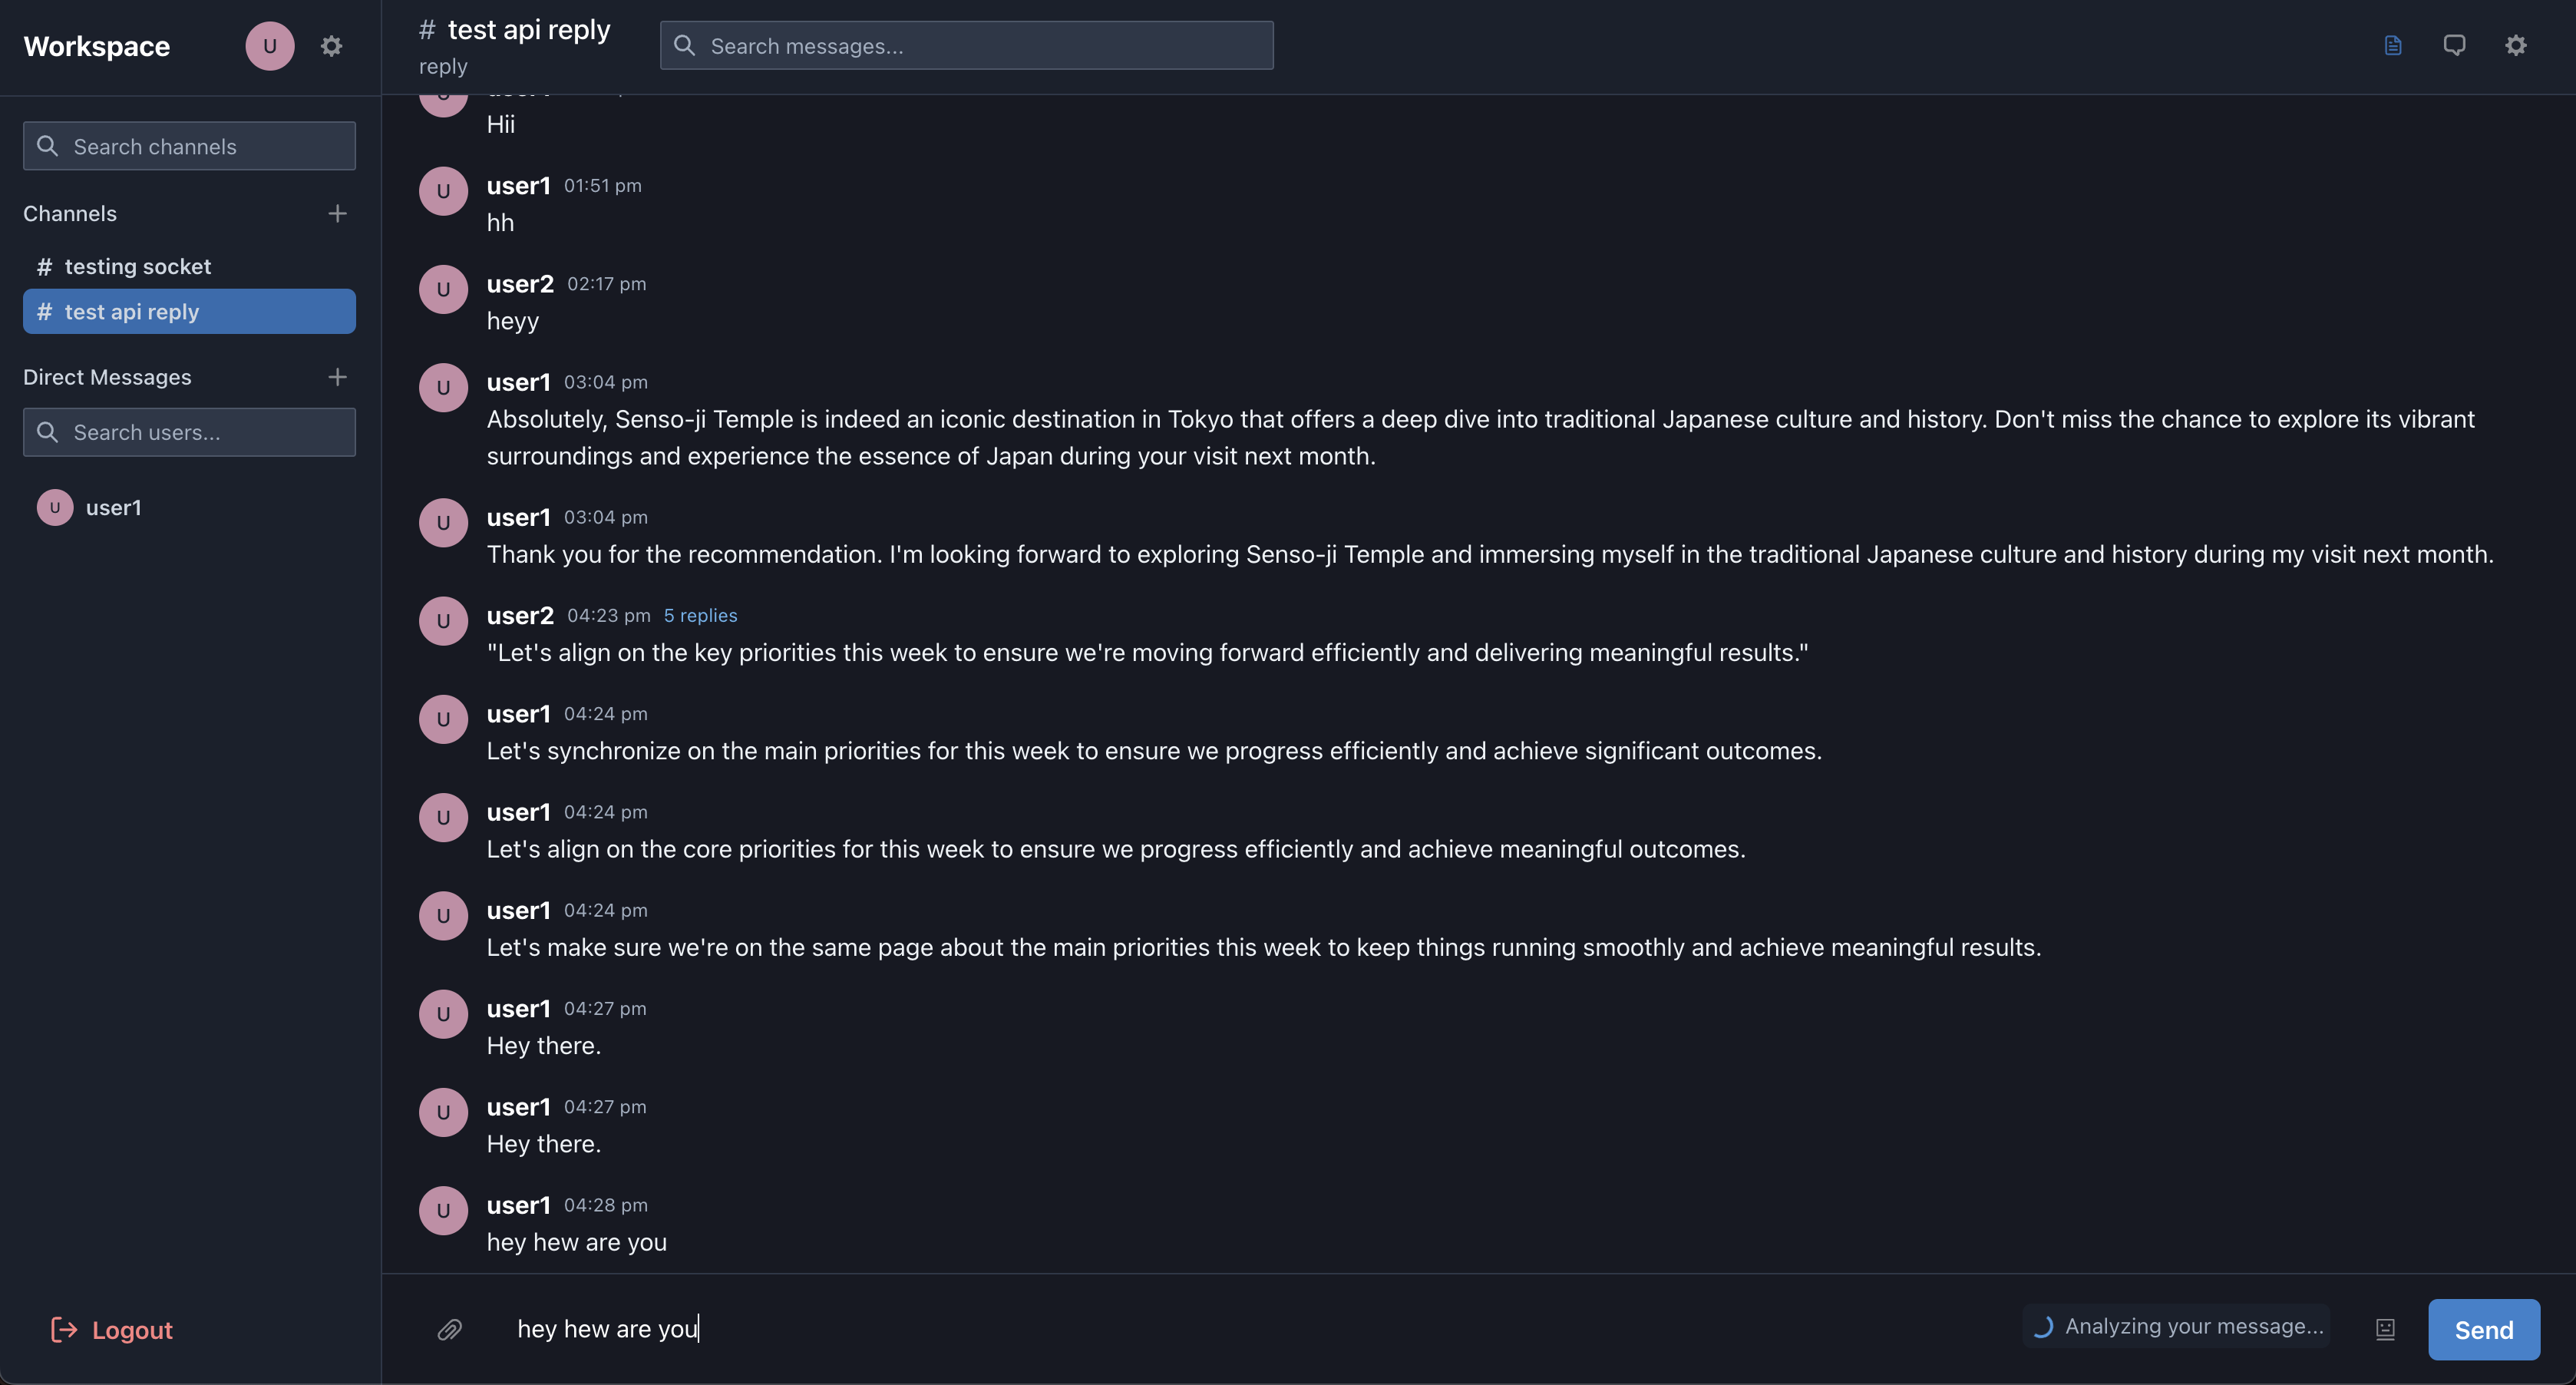 Workspace
U
Search channels
Channels
# testing socket
# test api reply
Direct Messages
Search users...
U
user1
Logout
# test api reply
reply
Search messages...
Hii
U
user1 01:51 pm
hh
U
user2 02:17 pm
heyy
U
user1 03:04 pm
Absolutely, Senso-ji Temple is indeed an iconic destination in Tokyo that offers a deep dive into traditional Japanese culture and history. Don't miss the chance to explore its vibrant
surroundings and experience the essence of Japan during your visit next month.
U
user1 03:04 pm
Thank you for the recommendation. I'm looking forward to exploring Senso-ji Temple and immersing myself in the traditional Japanese culture and history during my visit next month.
U
user2 04:23 pm 5 replies
"Let's align on the key priorities this week to ensure we're moving forward efficiently and delivering meaningful results."
U
user1 04:24 pm
Let's synchronize on the main priorities for this week to ensure we progress efficiently and achieve significant outcomes.
U
user1 04:24 pm
Let's align on the core priorities for this week to ensure we progress efficiently and achieve meaningful outcomes.
U
user1 04:24 pm
Let's make sure we're on the same page about the main priorities this week to keep things running smoothly and achieve meaningful results.
U
user1 04:27 pm
Hey there.
U
user1 04:27 pm
Hey there.
U
user1 04:28 pm
hey hew are you
hey hew are you
Analyzing your message...
Send